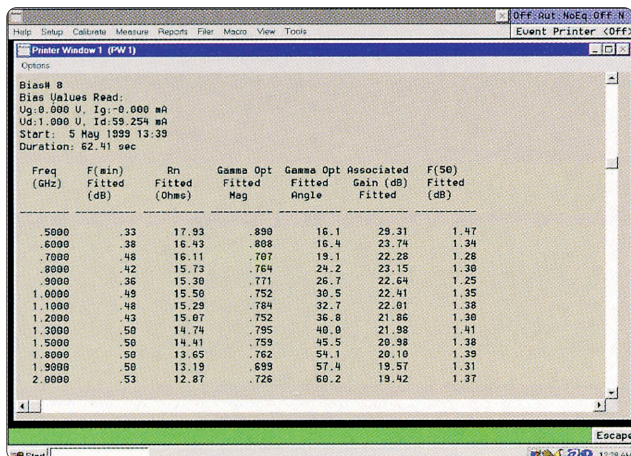 Off:Aut:NoEq:Off:N
Help Setup Calibrate Measure Reports Filer Macro View Tools
Event Printer <Off>
Printer Window 1 (PW1)
Options
Bias# 8
Bias Values Read:
Vg:0.000 V, Ig:-0.000 mA
Vd:1.000 V, Id:59.254 mA
Start: 5 May 1999 13:39
Duration: 62.41 sec
Freq F(min) Rn Gamma Opt Gamma Opt Associated F(50)
(GHz) Fitted Fitted Fitted Fitted Gain (dB) Fitted
(dB) (Ohms) Mag Angle Fitted (dB)
.5000 .33 17.93 .890 16.1 29.31 1.47
.6000 .38 16.43 .808 16.4 23.74 1.34
.7000 .48 16.11 .707 19.1 22.28 1.28
.8000 .42 15.73 .764 24.2 23.15 1.30
.9000 .36 15.30 .771 26.7 22.64 1.25
1.0000 .49 15.50 .752 30.5 22.41 1.35
1.1000 .48 15.29 .784 32.7 22.01 1.38
1.2000 .43 15.07 .752 36.8 21.86 1.30
1.3000 .50 14.74 .795 40.0 21.98 1.41
1.5000 .50 14.41 .759 45.5 20.98 1.38
1.8000 .50 13.65 .762 54.1 20.10 1.39
1.9000 .50 13.19 .699 57.4 19.57 1.31
2.0000 .53 12.87 .726 60.2 19.42 1.37
Escape
Start
12:28 AM